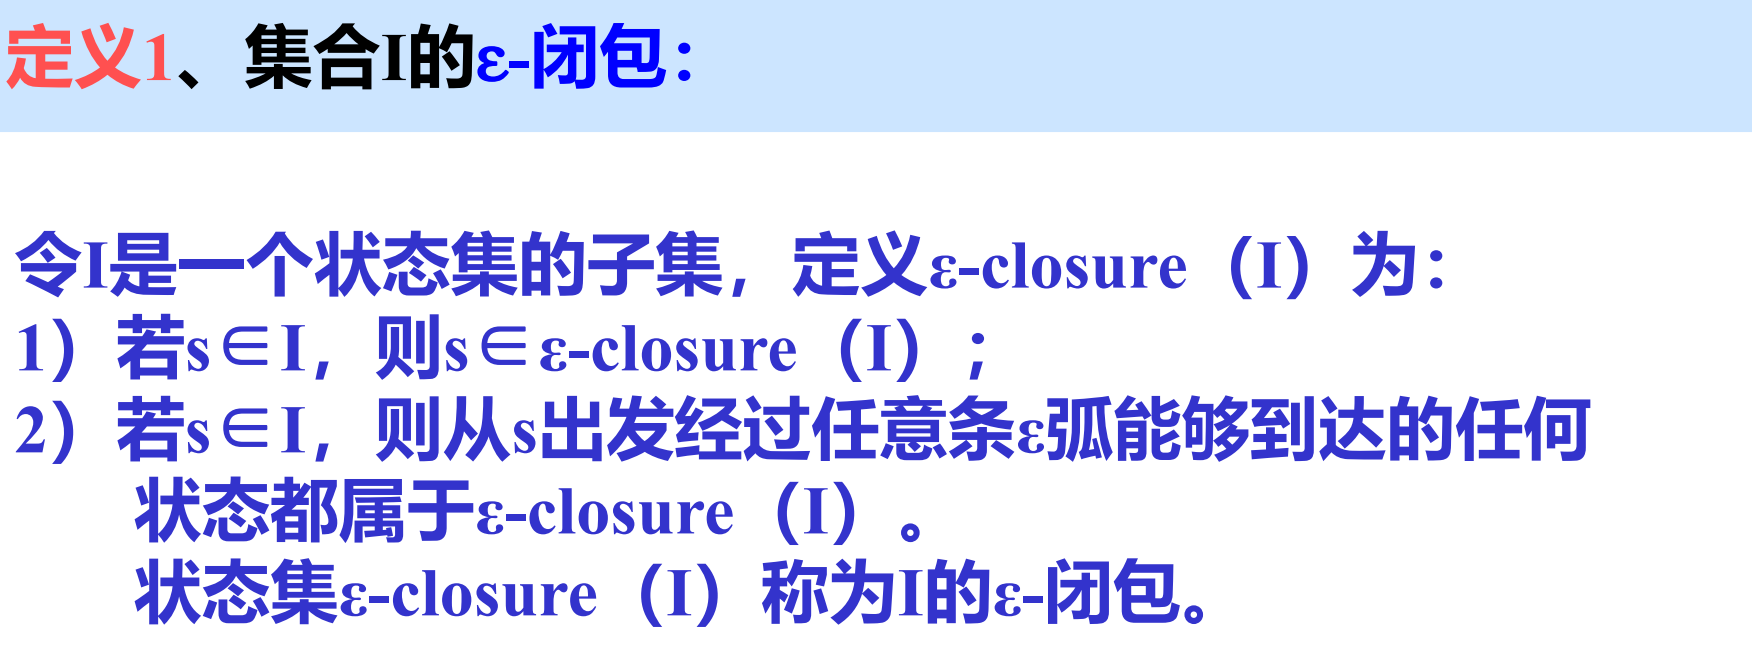 定义1、集合I的ε-闭包：
令I是一个状态集的子集，定义ε-closure（I）为：
1）若s∈I，则s∈ε-closure（I）；
2）若s∈I，则从s出发经过任意条ε弧能够到达的任何
状态都属于ε-closure（I）。
状态集ε-closure（I）称为I的ε-闭包。